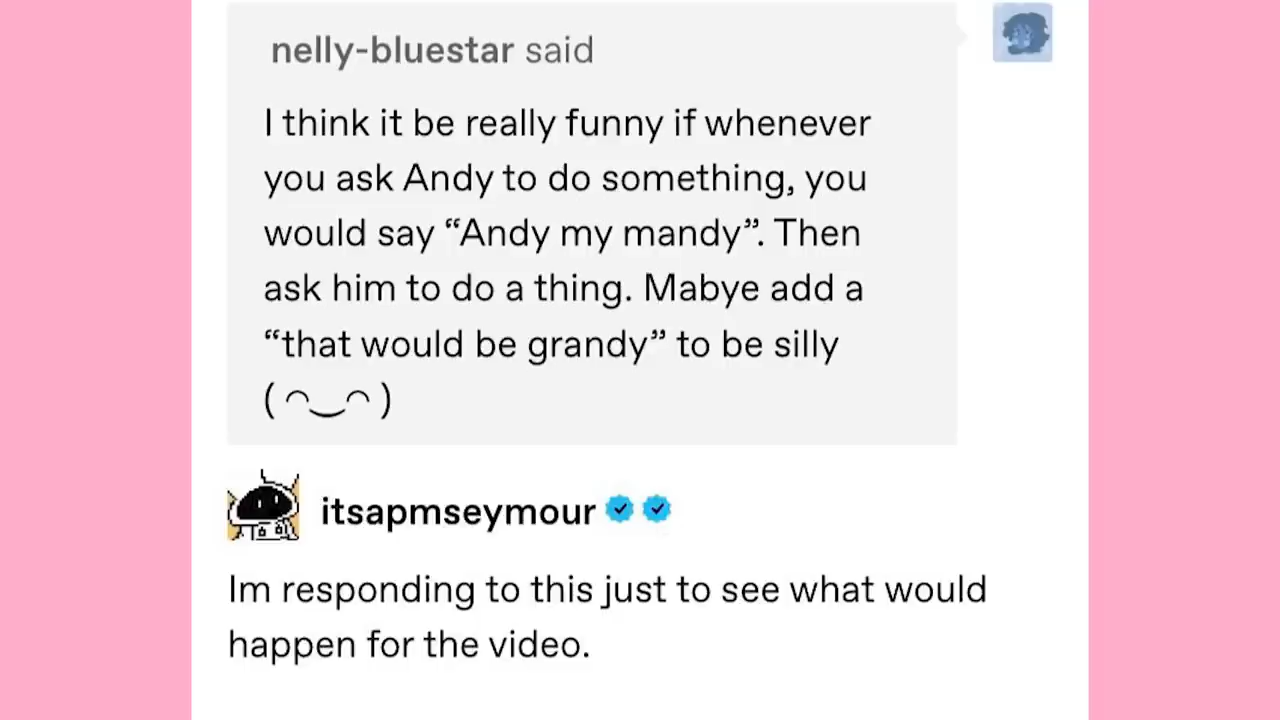 nelly-bluestar said
I think it be really funny if whenever
you ask Andy to do something, you
would say “Andy my mandy”. Then
ask him to do a thing. Mabye add a
“that would be grandy” to be silly
( ◠‿◠ )
itsapmseymour
Im responding to this just to see what would
happen for the video.